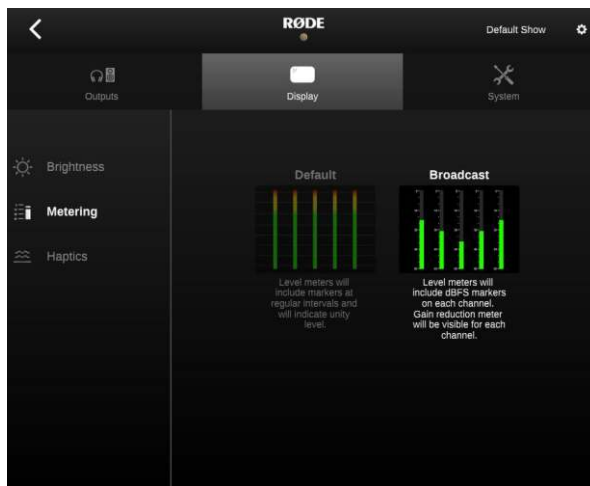 RØDE
Default Show
Outputs
Display
System
Brightness
Metering
Haptics
Default
Level meters will
include markers at
regular intervals and
will indicate unity
level.
Broadcast
Level meters will
include dBFS markers
on each channel.
Gain reduction meter
will be visible for each
channel.